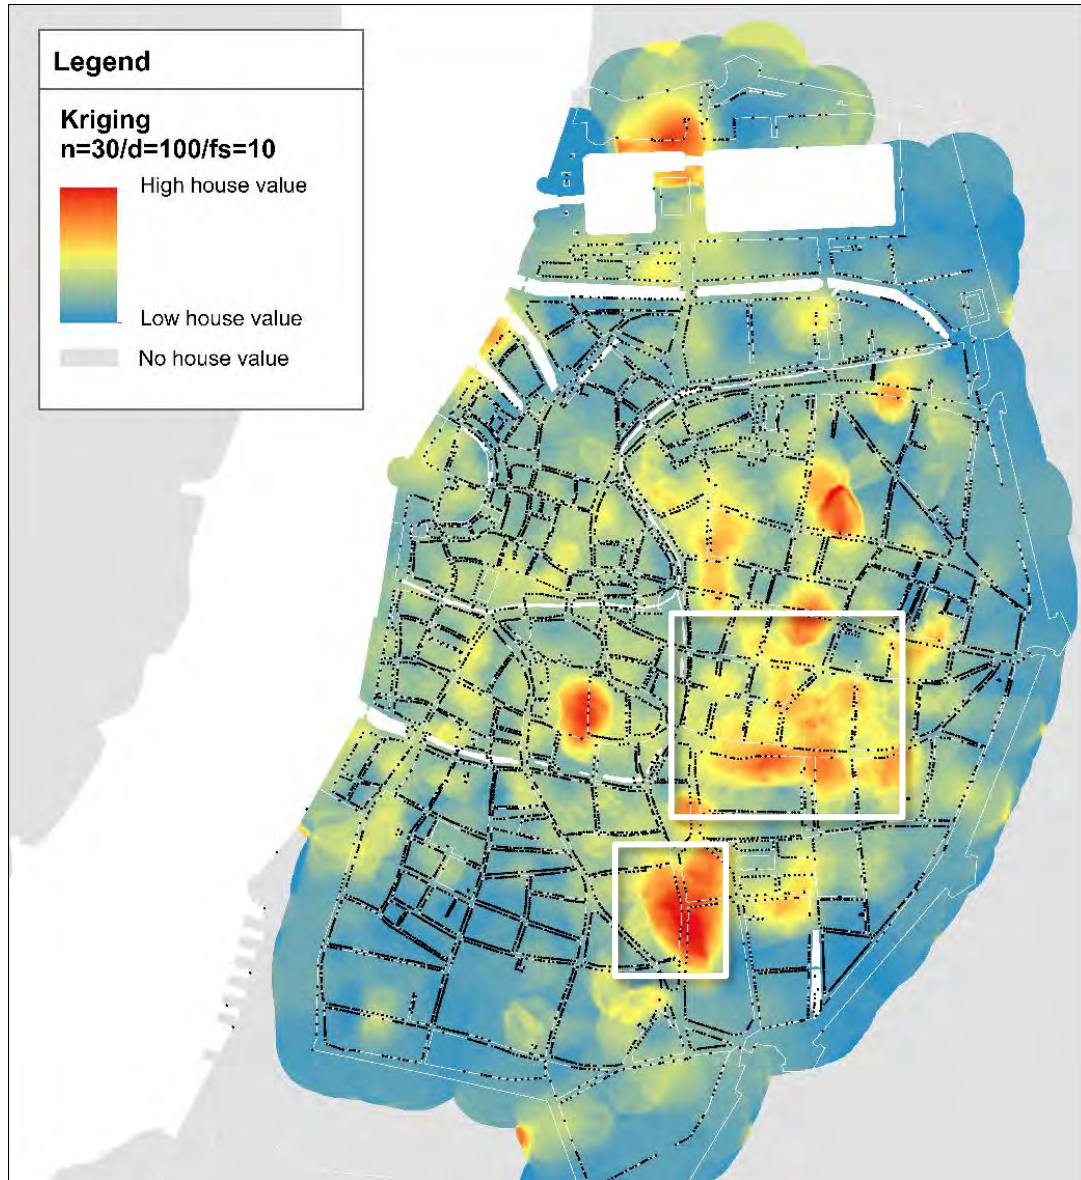 Legend
Kriging
n=30/d=100/fs=10
High house value
Low house value
No house value